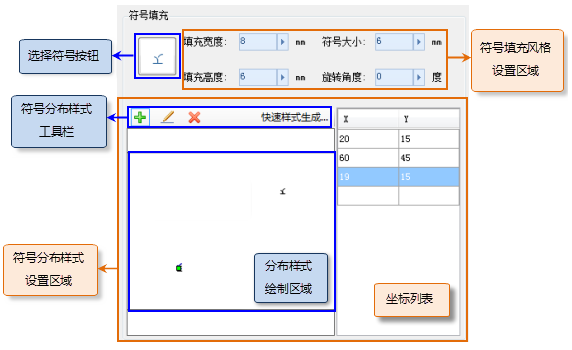 符号填充
填充宽度: 8 mm 符号大小: 6 mm
填充高度: 6 mm 旋转角度: 0 度
选择符号按钮
符号填充风格
设置区域
符号分布样式
工具栏
快速样式生成...
X Y
20 15
60 45
19 15
符号分布样式
设置区域
分布样式
绘制区域
坐标列表